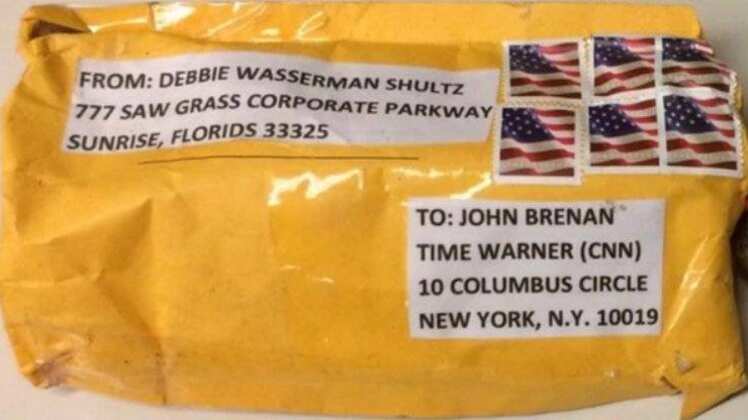 FROM: DEBBIE WASSERMAN SHULTZ
777 SAW GRASS CORPORATE PARKWAY
SUNRISE, FLORIDS 33325
TO: JOHN BRENAN
TIME WARNER (CNN)
10 COLUMBUS CIRCLE
NEW YORK, N.Y. 10019